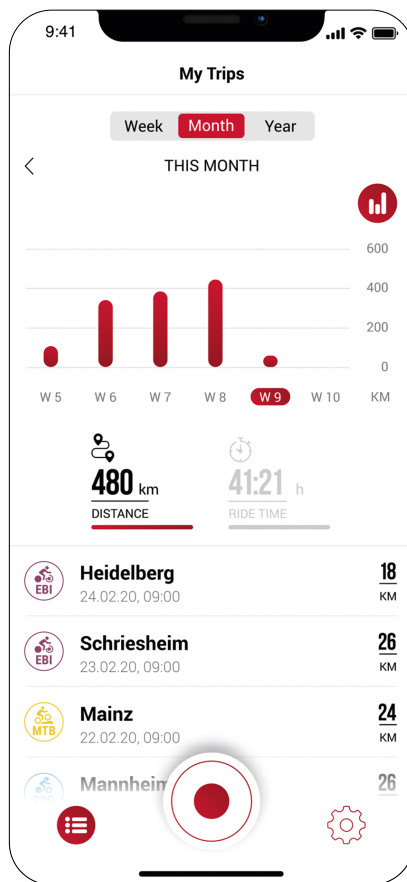 9:41
My Trips
Week Month Year
THIS MONTH
600
400
200
0
W 5 W 6 W 7 W 8 W 9 W 10 KM
480 km 41:21 h
DISTANCE RIDE TIME
EBI Heidelberg 18
24.02.20, 09:00 KM
EBI Schriesheim 26
23.02.20, 09:00 KM
MTB Mainz 24
22.02.20, 09:00 KM
Mannheim 26